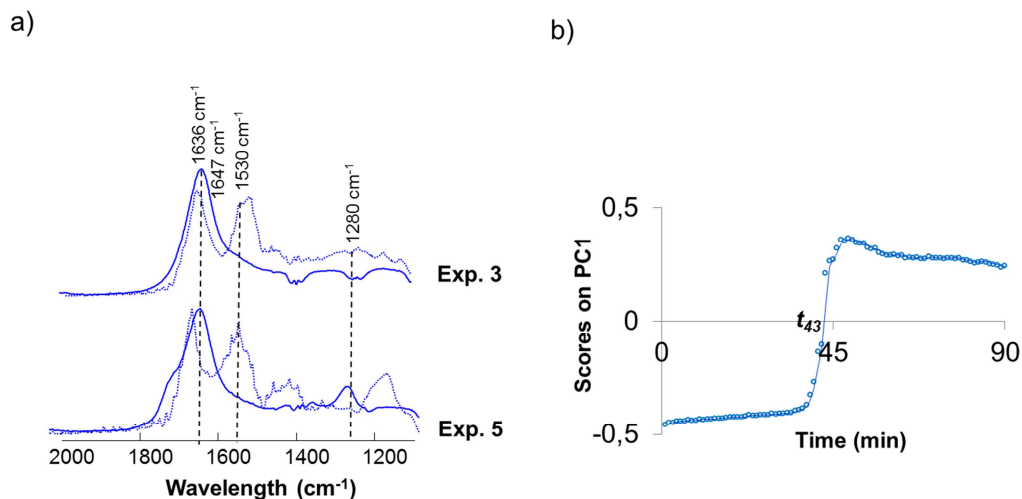 a)
1636 cm-1
1647 cm-1
1530 cm-1
1280 cm-1
Exp. 3
Exp. 5
2000 1800 1600 1400 1200
Wavelength (cm-1)
b)
Scores on PC1
0,5
0
-0,5
t43
0 45 90
Time (min)